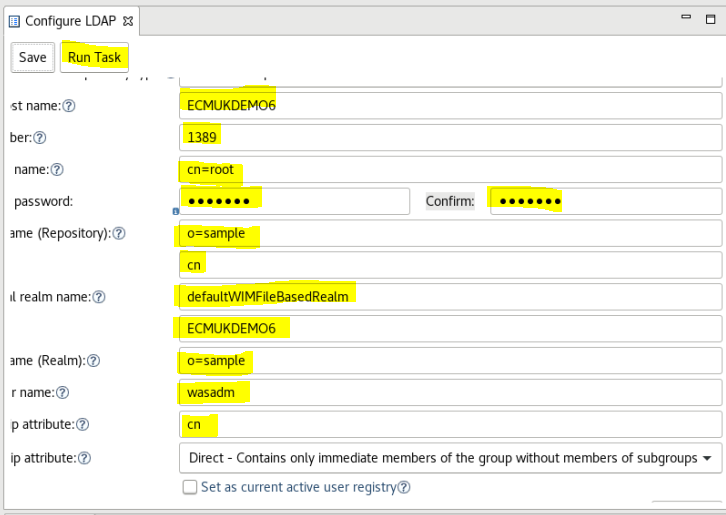 Configure LDAP
Save Run Task
st name: ECMUKDEMO6
ber: 1389
name: cn=root
password: ●●●●●●● Confirm: ●●●●●●●
ame (Repository): o=sample
cn
l realm name: defaultWIMFileBasedRealm
ECMUKDEMO6
ame (Realm): o=sample
r name: wasadm
p attribute: cn
ip attribute: Direct - Contains only immediate members of the group without members of subgroups
Set as current active user registry